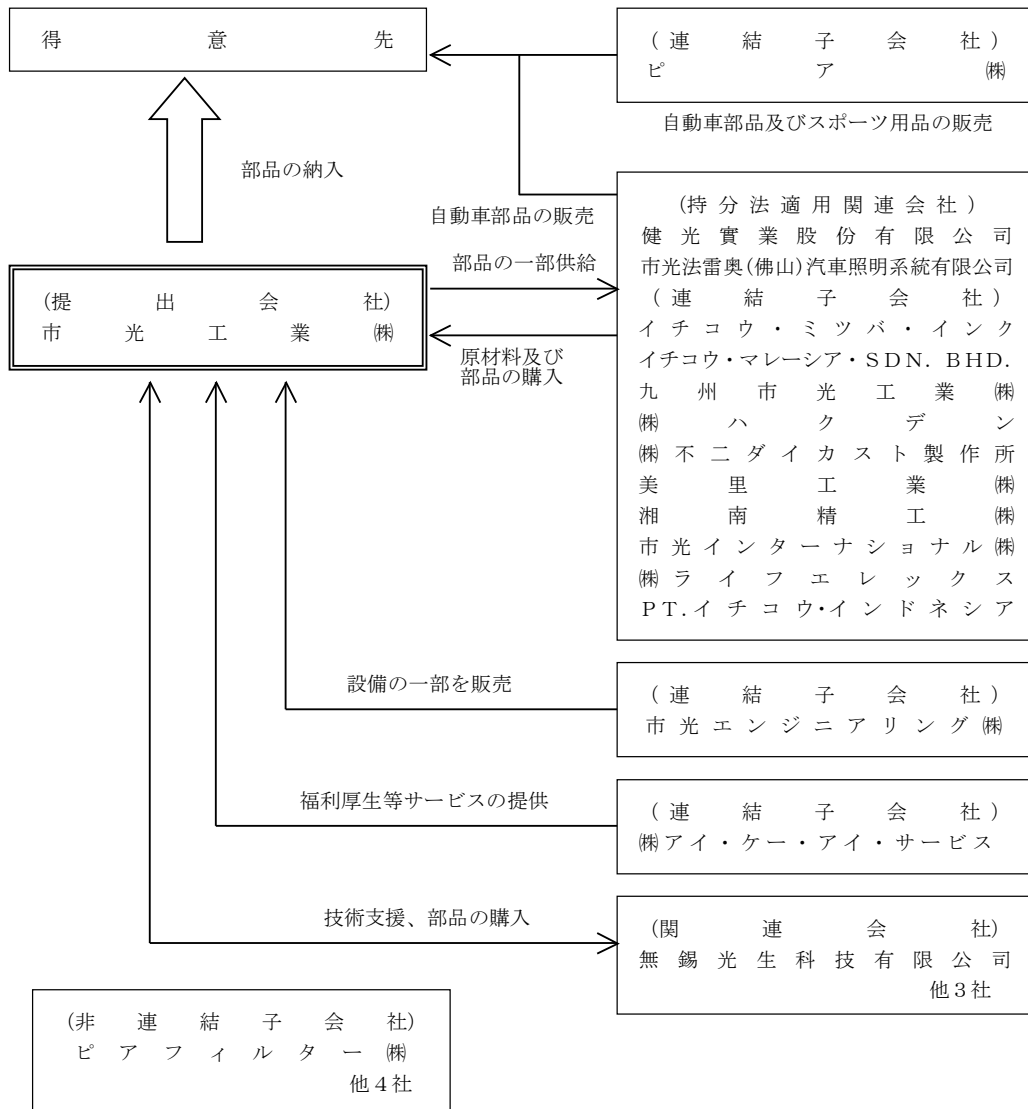 得意先
(連結子会社)
ピア㈱
自動車部品及びスポーツ用品の販売
部品の納入
自動車部品の販売
(持分法適用関連会社)
健光實業股份有限公司
市光法雷奥(佛山)汽車照明系統有限公司
(連結子会社)
イチコウ・ミツバ・インク
イチコウ・マレーシア・SDN. BHD.
九州市光工業㈱
㈱ハクデン
㈱不二ダイカスト製作所
美里工業㈱
湘南精工㈱
市光インターナショナル㈱
㈱ライフエレックス
PT.イチコウ・インドネシア
部品の一部供給
(提出会社)
市光工業㈱
原材料及び
部品の購入
設備の一部を販売
(連結子会社)
市光エンジニアリング㈱
福利厚生等サービスの提供
(連結子会社)
㈱アイ・ケー・アイ・サービス
技術支援、部品の購入
(関連会社)
無錫光生科技有限公司
他3社
(非連結子会社)
ピアフィルター㈱
他4社